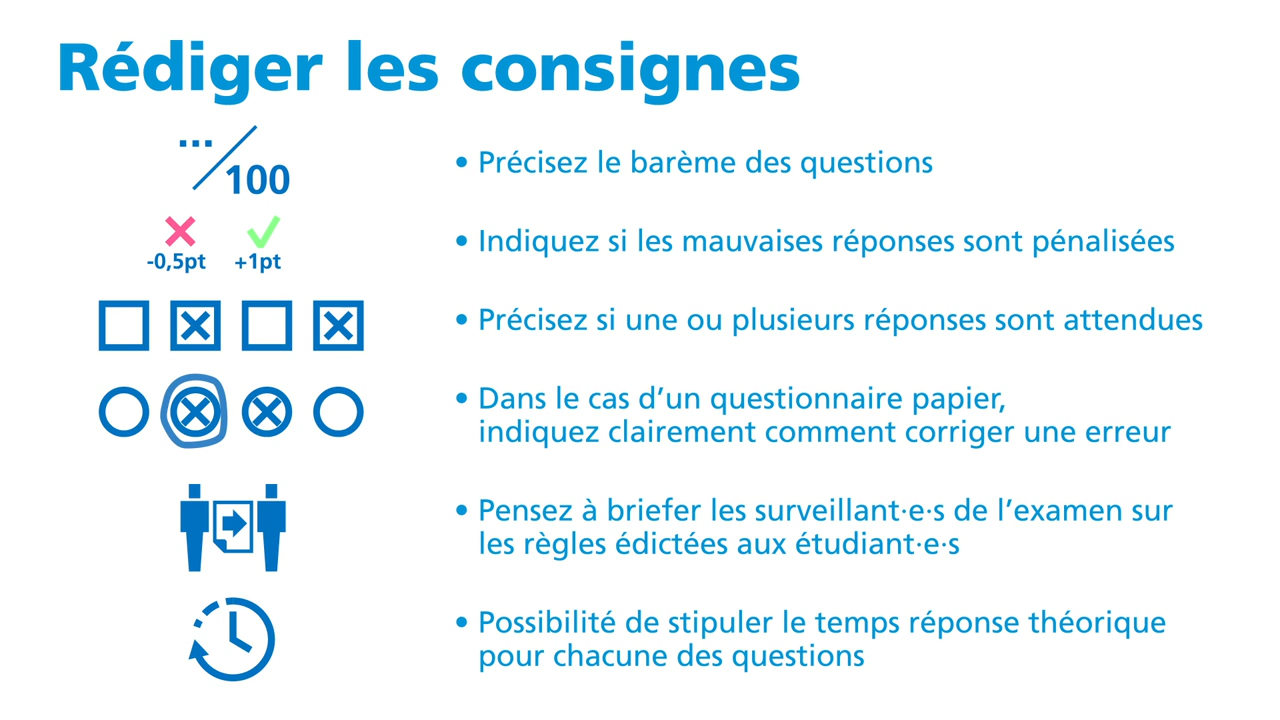 Rédiger les consignes
.../100
• Précisez le barème des questions
-0,5pt +1pt
• Indiquez si les mauvaises réponses sont pénalisées
• Précisez si une ou plusieurs réponses sont attendues
• Dans le cas d’un questionnaire papier,
indiquez clairement comment corriger une erreur
• Pensez à briefer les surveillant·e·s de l’examen sur
les règles édictées aux étudiant·e·s
• Possibilité de stipuler le temps réponse théorique
pour chacune des questions